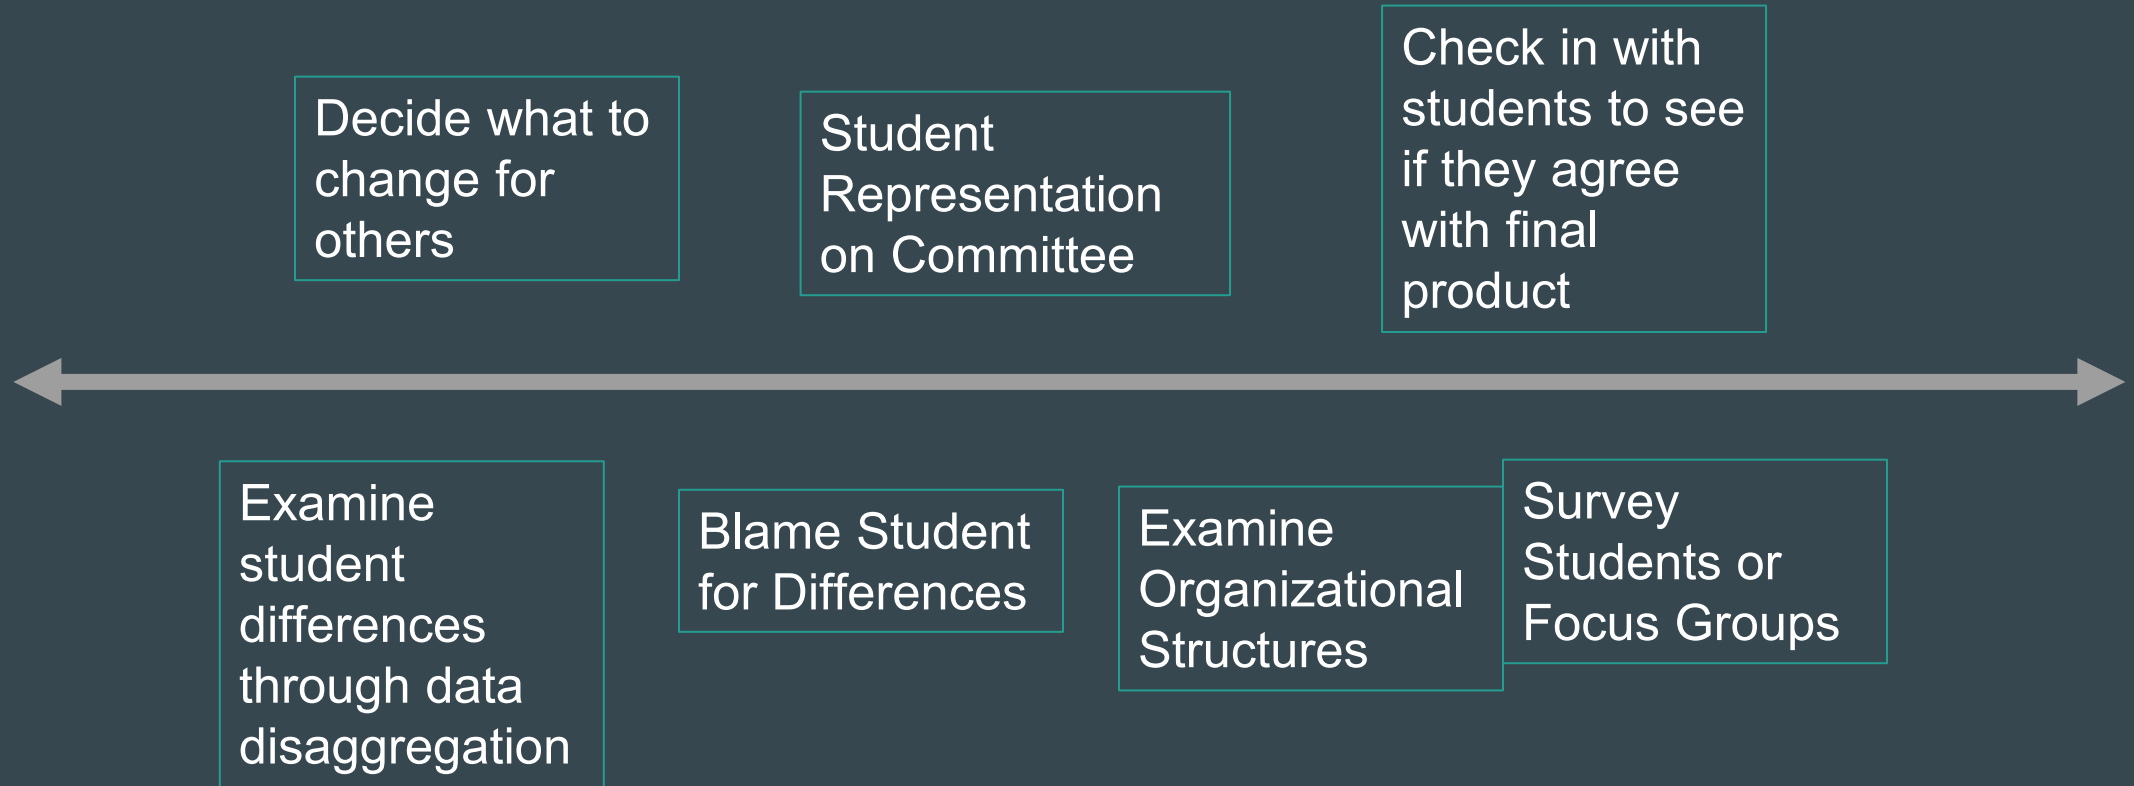 Decide what to
change for
others
Student
Representation
on Committee
Check in with
students to see
if they agree
with final
product
Examine
student
differences
through data
disaggregation
Blame Student
for Differences
Examine
Organizational
Structures
Survey
Students or
Focus Groups